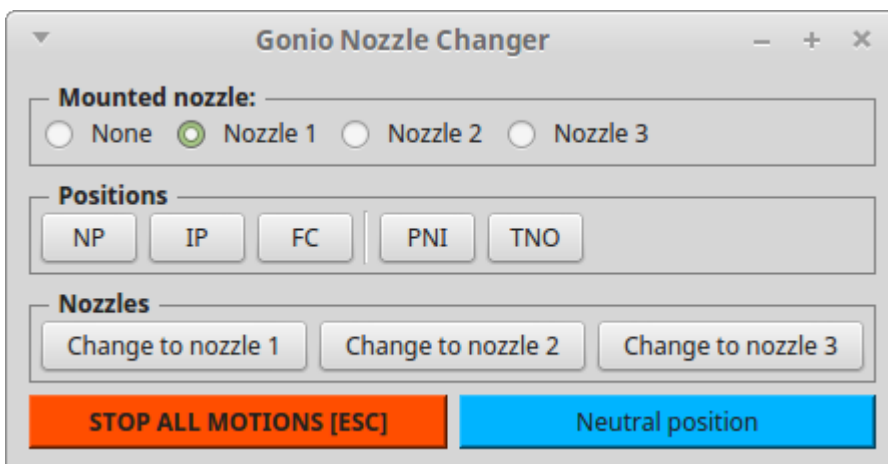 Gonio Nozzle Changer
Mounted nozzle:
None Nozzle 1 Nozzle 2 Nozzle 3
Positions
NP IP FC PNI TNO
Nozzles
Change to nozzle 1 Change to nozzle 2 Change to nozzle 3
STOP ALL MOTIONS [ESC] Neutral position